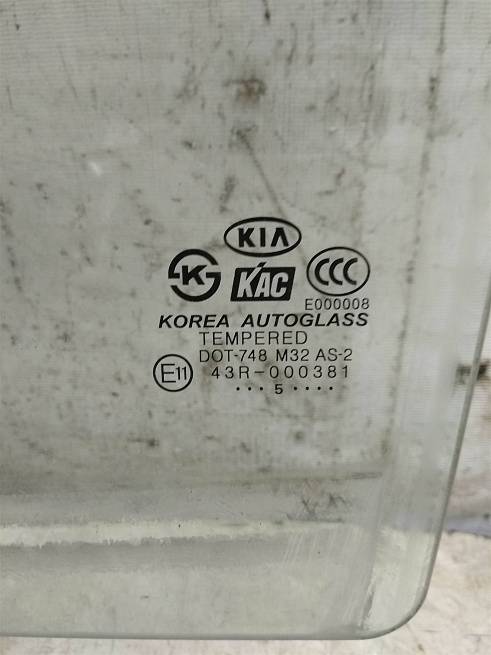 KIA
K KAC CCC
E000008
KOREA AUTOGLASS
TEMPERED
DOT-748 M32 AS-2
E11 43R-000381
•••5••••